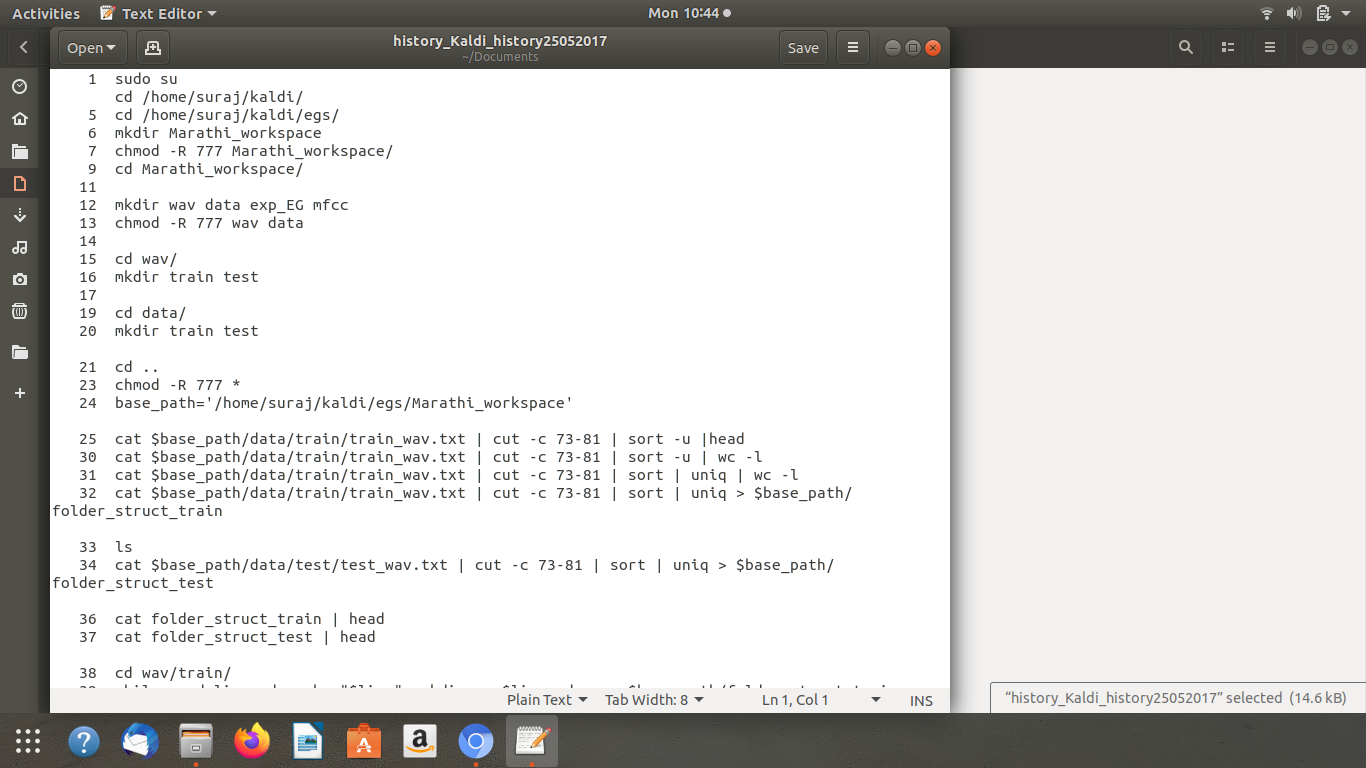 Activities Text Editor Mon 10:44
Open history_Kaldi_history25052017 Save
~/Documents
1 sudo su
cd /home/suraj/kaldi/
5 cd /home/suraj/kaldi/egs/
6 mkdir Marathi_workspace
7 chmod -R 777 Marathi_workspace/
9 cd Marathi_workspace/
11
12 mkdir wav data exp_EG mfcc
13 chmod -R 777 wav data
14
15 cd wav/
16 mkdir train test
17
19 cd data/
20 mkdir train test
21 cd ..
23 chmod -R 777 *
24 base_path='/home/suraj/kaldi/egs/Marathi_workspace'
25 cat $base_path/data/train/train_wav.txt | cut -c 73-81 | sort -u |head
30 cat $base_path/data/train/train_wav.txt | cut -c 73-81 | sort -u | wc -l
31 cat $base_path/data/train/train_wav.txt | cut -c 73-81 | sort | uniq | wc -l
32 cat $base_path/data/train/train_wav.txt | cut -c 73-81 | sort | uniq > $base_path/
folder_struct_train
33 ls
34 cat $base_path/data/test/test_wav.txt | cut -c 73-81 | sort | uniq > $base_path/
folder_struct_test
36 cat folder_struct_train | head
37 cat folder_struct_test | head
38 cd wav/train/
Plain Text Tab Width: 8 Ln 1, Col 1 INS
“history_Kaldi_history25052017” selected (14.6 kB)